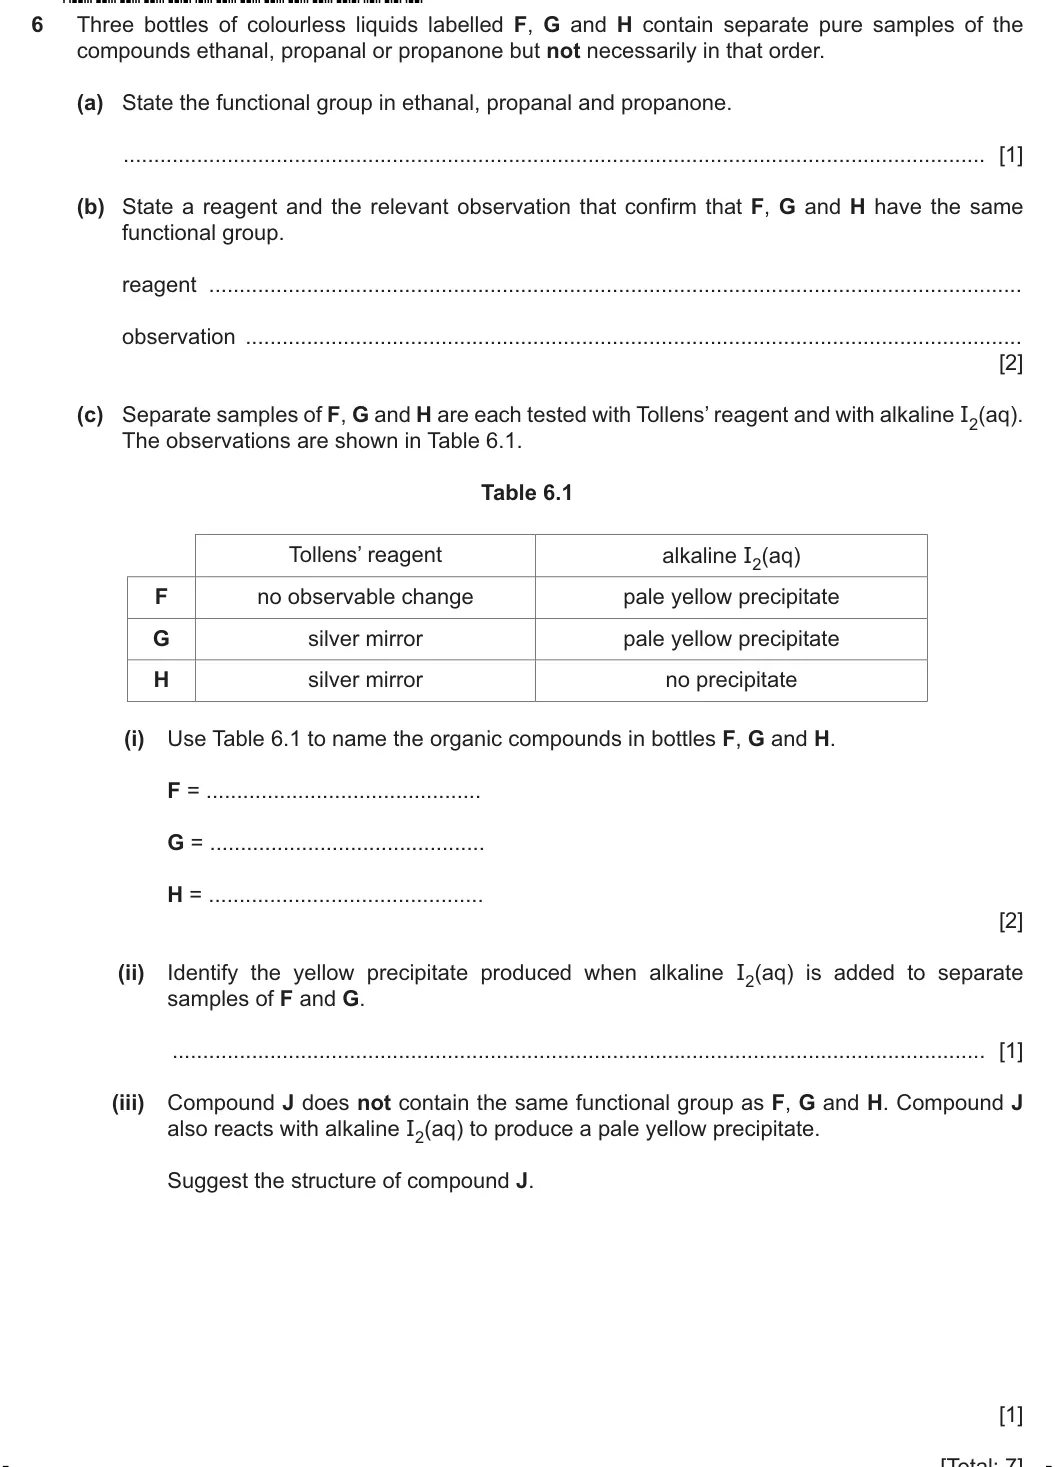 6 Three bottles of colourless liquids labelled F, G and H contain separate pure samples of the
compounds ethanal, propanal or propanone but not necessarily in that order.
(a) State the functional group in ethanal, propanal and propanone.
.............................................................................................................................................. [1]
(b) State a reagent and the relevant observation that confirm that F, G and H have the same
functional group.
reagent ......................................................................................................................................
observation ................................................................................................................................
[2]
(c) Separate samples of F, G and H are each tested with Tollens’ reagent and with alkaline I2(aq).
The observations are shown in Table 6.1.
Table 6.1
Tollens’ reagent alkaline I2(aq)
F no observable change pale yellow precipitate
G silver mirror pale yellow precipitate
H silver mirror no precipitate
(i) Use Table 6.1 to name the organic compounds in bottles F, G and H.
F = .............................................
G = .............................................
H = .............................................
[2]
(ii) Identify the yellow precipitate produced when alkaline I2(aq) is added to separate
samples of F and G.
...................................................................................................................................... [1]
(iii) Compound J does not contain the same functional group as F, G and H. Compound J
also reacts with alkaline I2(aq) to produce a pale yellow precipitate.
Suggest the structure of compound J.
[1]
[Total: 7]